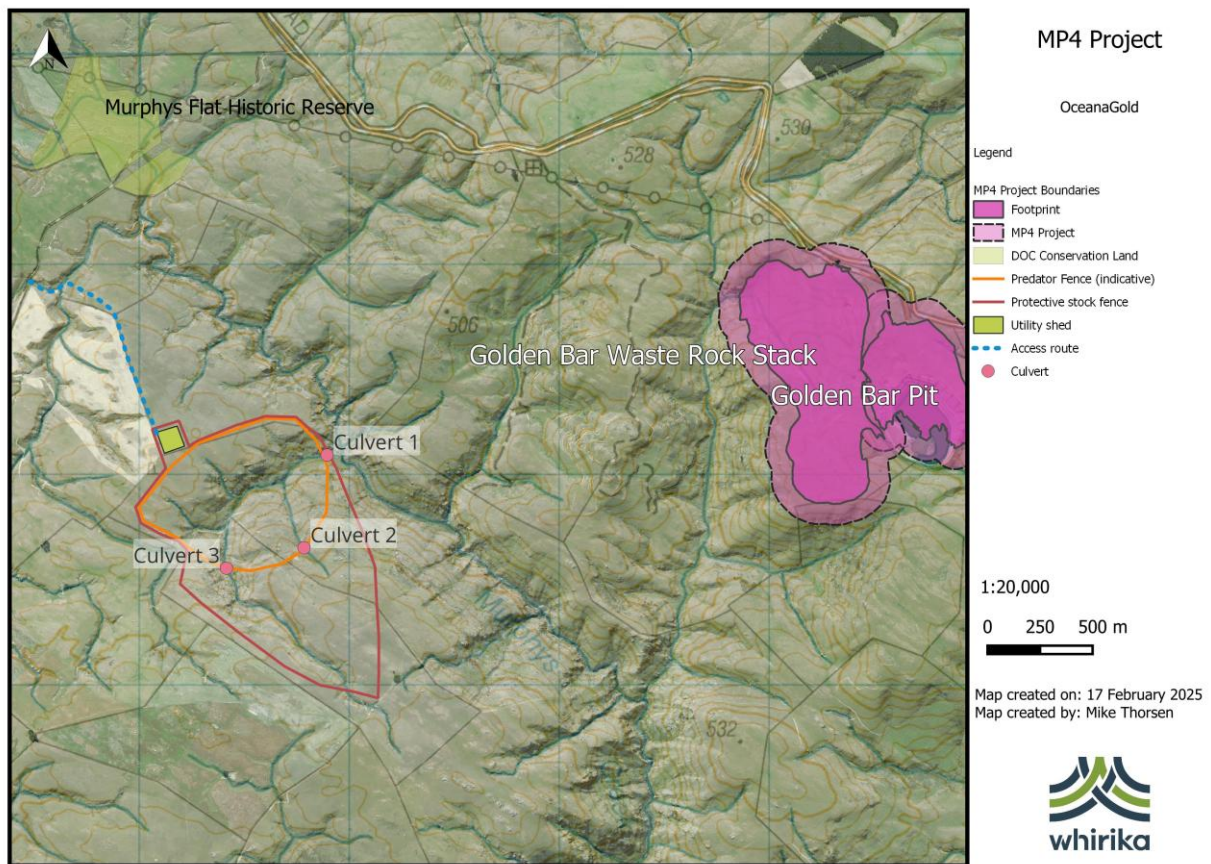 AD
N
Murphys Flat Historic Reserve
530
528
506
Golden Bar Waste Rock Stack
Golden Bar Pit
Culvert 1
Culvert 2
Culvert 3
Murphys
532
MP4 Project
OceanaGold
Legend
MP4 Project Boundaries
Footprint
MP4 Project
DOC Conservation Land
Predator Fence (indicative)
Protective stock fence
Utility shed
Access route
Culvert
1:20,000
0 250 500 m
Map created on: 17 February 2025
Map created by: Mike Thorsen
whirika